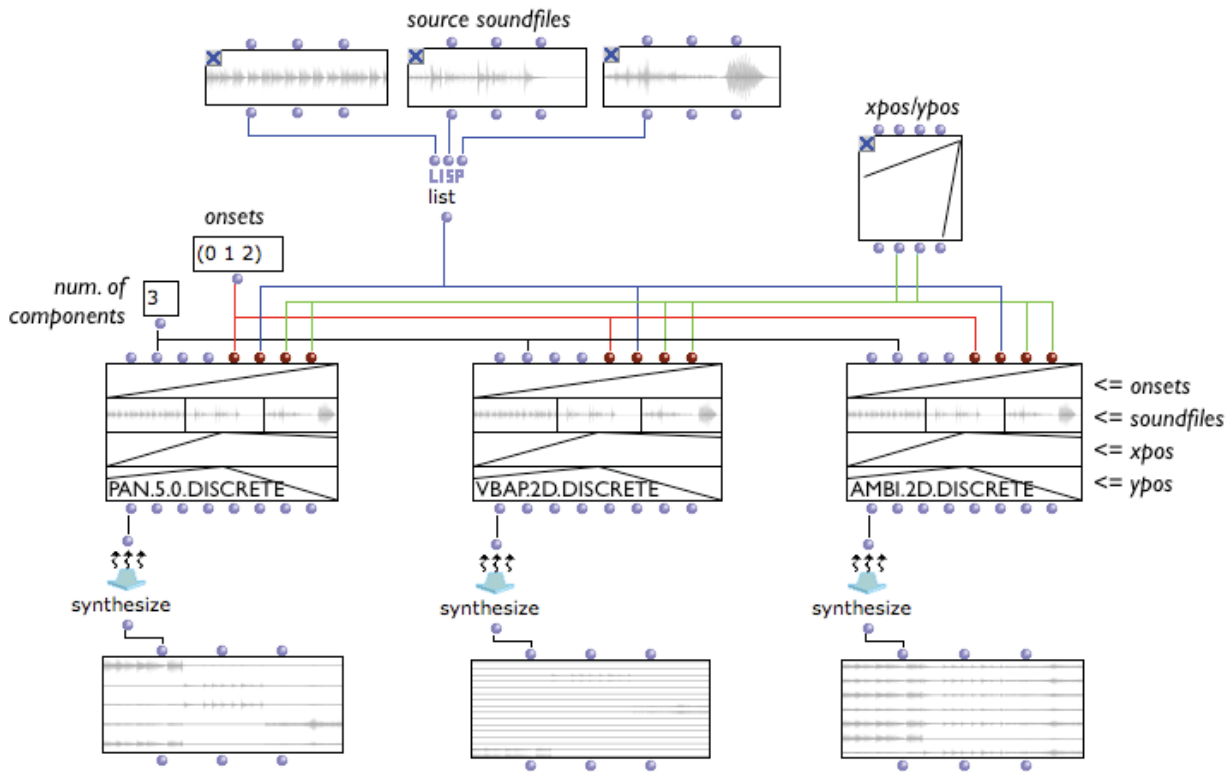 source soundfiles
xpos/ypos
LISP
list
onsets
(0 1 2)
num. of
components
3
<= onsets
<= soundfiles
<= xpos
<= ypos
PAN.5.0.DISCRETE
VBAP.2D.DISCRETE
AMBI.2D.DISCRETE
synthesize
synthesize
synthesize